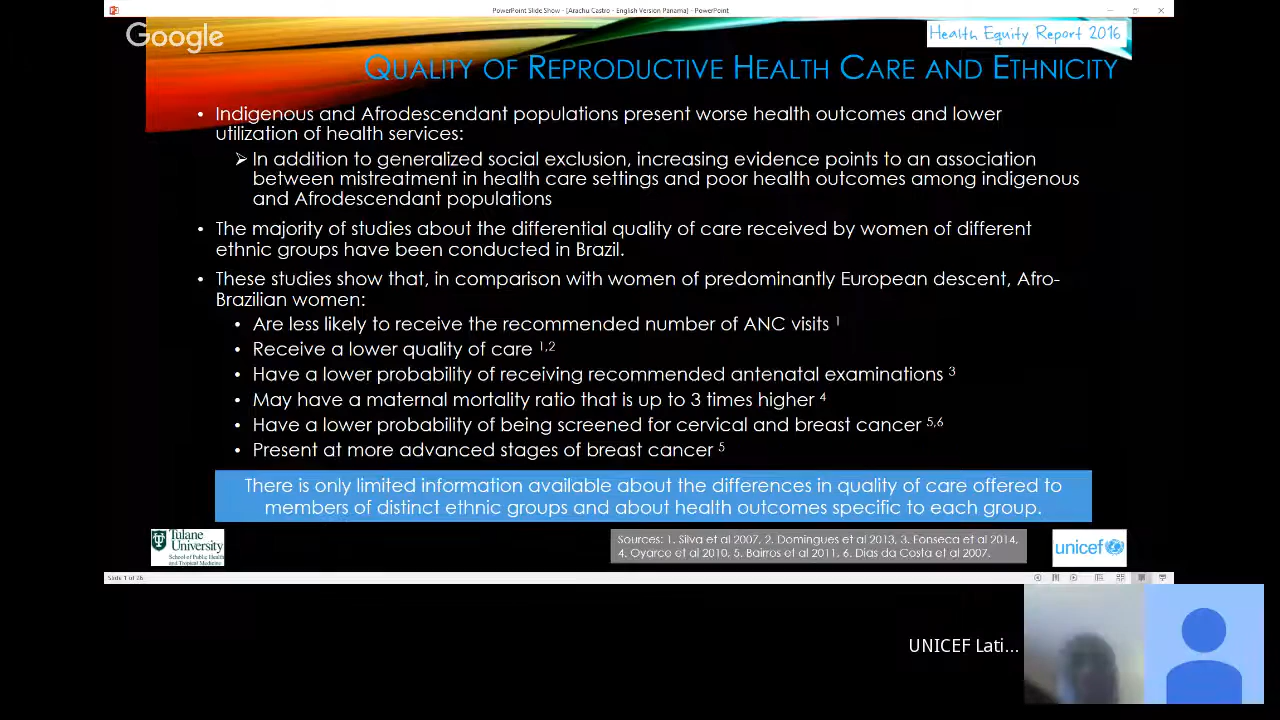 PowerPoint Slide Show - [Arachu Castro - English Version Panama] - PowerPoint
Google
Health Equity Report 2016
QUALITY OF REPRODUCTIVE HEALTH CARE AND ETHNICITY
• Indigenous and Afrodescendant populations present worse health outcomes and lower
utilization of health services:
➢ In addition to generalized social exclusion, increasing evidence points to an association
between mistreatment in health care settings and poor health outcomes among indigenous
and Afrodescendant populations
• The majority of studies about the differential quality of care received by women of different
ethnic groups have been conducted in Brazil.
• These studies show that, in comparison with women of predominantly European descent, Afro-
Brazilian women:
• Are less likely to receive the recommended number of ANC visits 1
• Receive a lower quality of care 1,2
• Have a lower probability of receiving recommended antenatal examinations 3
• May have a maternal mortality ratio that is up to 3 times higher 4
• Have a lower probability of being screened for cervical and breast cancer 5,6
• Present at more advanced stages of breast cancer 5
There is only limited information available about the differences in quality of care offered to
members of distinct ethnic groups and about health outcomes specific to each group.
Tulane
University
School of Public Health
and Tropical Medicine
Sources: 1. Silva et al 2007, 2. Domingues et al 2013, 3. Fonseca et al 2014,
4. Oyarce et al 2010, 5. Bairros et al 2011, 6. Dias da Costa et al 2007.
unicef
Slide 1 of 26
UNICEF Lati...